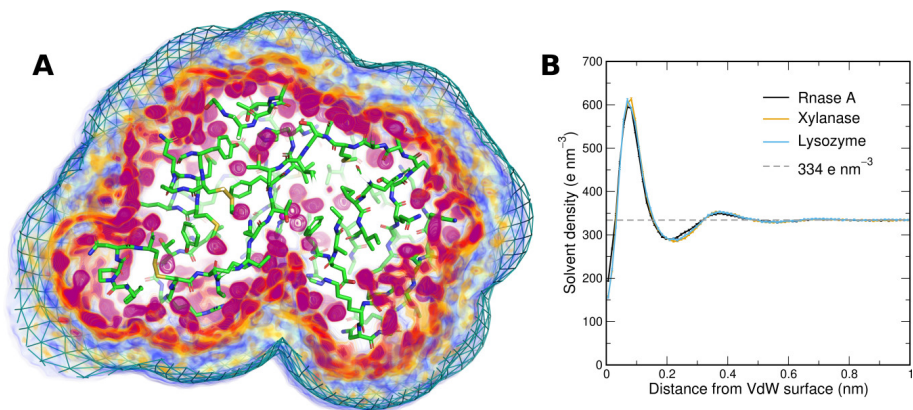 A
B
Solvent density (e nm⁻³)
700
600
500
400
300
200
100
0
Rnase A
Xylanase
Lysozyme
334 e nm⁻³
0 0.2 0.4 0.6 0.8 1
Distance from VdW surface (nm)